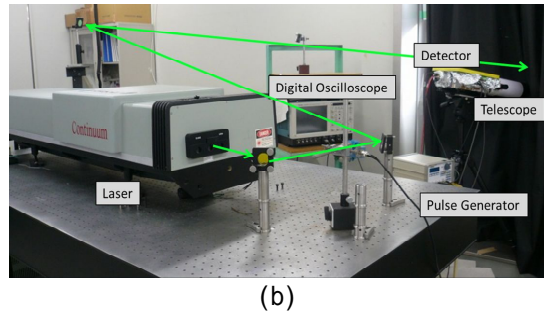 Detector
Digital Oscilloscope
Telescope
Continuum
Laser
Pulse Generator
(b)